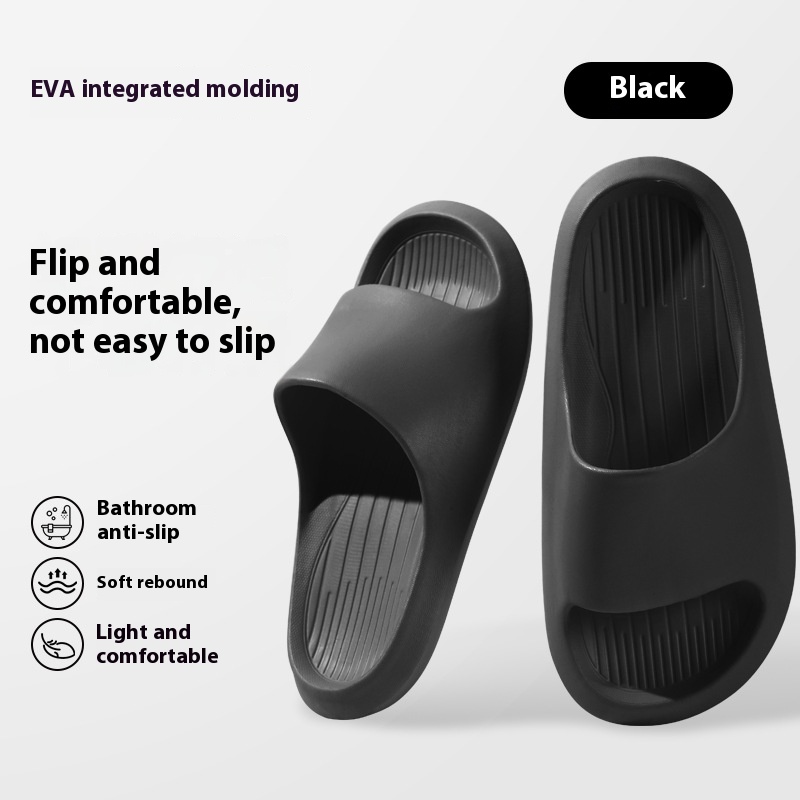 EVA integrated molding
Black
Flip and
comfortable,
not easy to slip
Bathroom
anti-slip
Soft rebound
Light and
comfortable